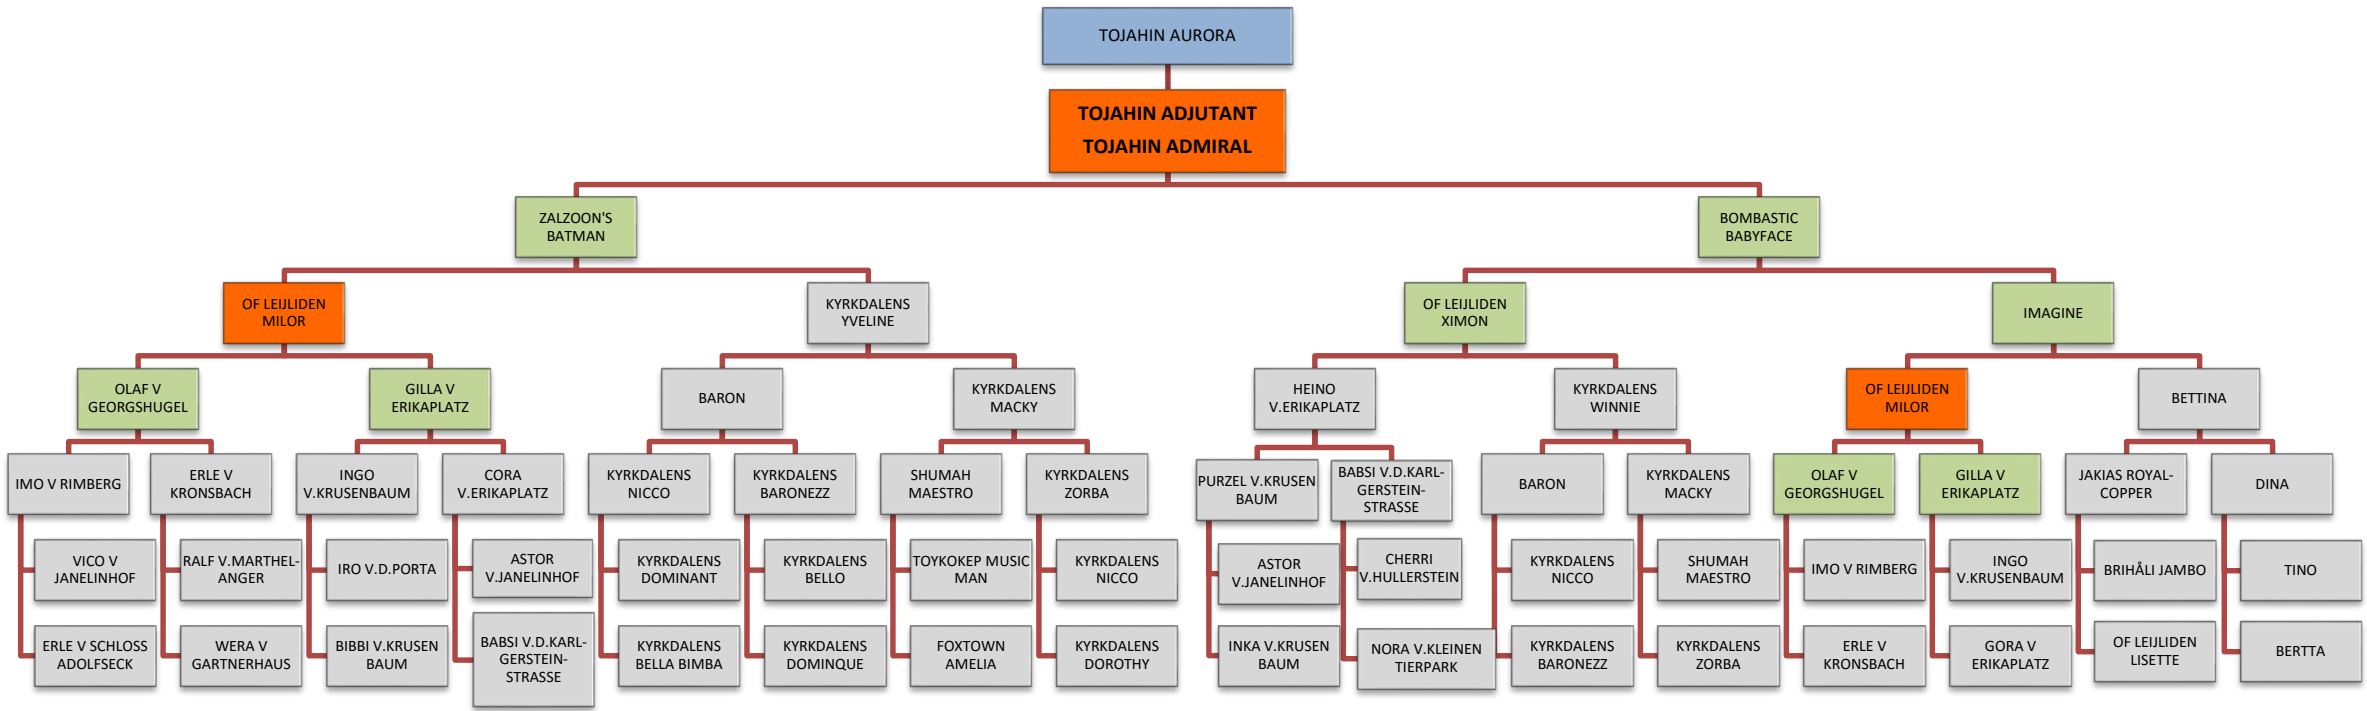 TOJAHIN AURORA
TOJAHIN ADJUTANT
TOJAHIN ADMIRAL
ZALZOON'S
BATMAN
BOMBASTIC
BABYFACE
OF LEIJLIDEN
MILOR
KYRKDALENS
YVELINE
OF LEIJLIDEN
XIMON
IMAGINE
OLAF V
GEORGSHUGEL
GILLA V
ERIKAPLATZ
BARON
KYRKDALENS
MACKY
HEINO
V.ERIKAPLATZ
KYRKDALENS
WINNIE
OF LEIJLIDEN
MILOR
BETTINA
IMO V RIMBERG
ERLE V
KRONSBACH
INGO
V.KRUSENBAUM
CORA
V.ERIKAPLATZ
KYRKDALENS
NICCO
KYRKDALENS
BARONEZZ
SHUMAH
MAESTRO
KYRKDALENS
ZORBA
PURZEL V.KRUSEN
BAUM
BABSI V.D.KARL-
GERSTEIN-
STRASSE
BARON
KYRKDALENS
MACKY
OLAF V
GEORGSHUGEL
GILLA V
ERIKAPLATZ
JAKIAS ROYAL-
COPPER
DINA
VICO V
JANELINHOF
RALF V.MARTHEL-
ANGER
IRO V.D.PORTA
ASTOR
V.JANELINHOF
KYRKDALENS
DOMINANT
KYRKDALENS
BELLO
TOYKOKEP MUSIC
MAN
KYRKDALENS
NICCO
ASTOR
V.JANELINHOF
CHERRI
V.HULLERSTEIN
KYRKDALENS
NICCO
SHUMAH
MAESTRO
IMO V RIMBERG
INGO
V.KRUSENBAUM
BRIHÅLI JAMBO
TINO
ERLE V SCHLOSS
ADOLFSECK
WERA V
GARTNERHAUS
BIBBI V.KRUSEN
BAUM
BABSI V.D.KARL-
GERSTEIN-
STRASSE
KYRKDALENS
BELLA BIMBA
KYRKDALENS
DOMINQUE
FOXTOWN
AMELIA
KYRKDALENS
DOROTHY
INKA V.KRUSEN
BAUM
NORA V.KLEINEN
TIERPARK
KYRKDALENS
BARONEZZ
KYRKDALENS
ZORBA
ERLE V
KRONSBACH
GORA V
ERIKAPLATZ
OF LEIJLIDEN
LISETTE
BERTTA